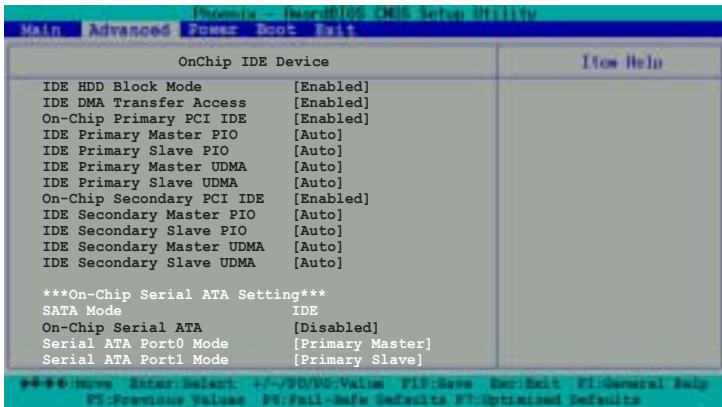 Phoenix - AwardBIOS CMOS Setup Utility
Main Advanced Power Boot Exit
OnChip IDE Device
Item Help
IDE HDD Block Mode [Enabled]
IDE DMA Transfer Access [Enabled]
On-Chip Primary PCI IDE [Enabled]
IDE Primary Master PIO [Auto]
IDE Primary Slave PIO [Auto]
IDE Primary Master UDMA [Auto]
IDE Primary Slave UDMA [Auto]
On-Chip Secondary PCI IDE [Enabled]
IDE Secondary Master PIO [Auto]
IDE Secondary Slave PIO [Auto]
IDE Secondary Master UDMA [Auto]
IDE Secondary Slave UDMA [Auto]
***On-Chip Serial ATA Setting***
SATA Mode IDE
On-Chip Serial ATA [Disabled]
Serial ATA Port0 Mode [Primary Master]
Serial ATA Port1 Mode [Primary Slave]
:Move Enter:Select +/-/PU/PD:Value F10:Save Esc:Exit F1:General Help
F5:Previous Values F6:Fail-Safe Defaults F7:Optimized Defaults